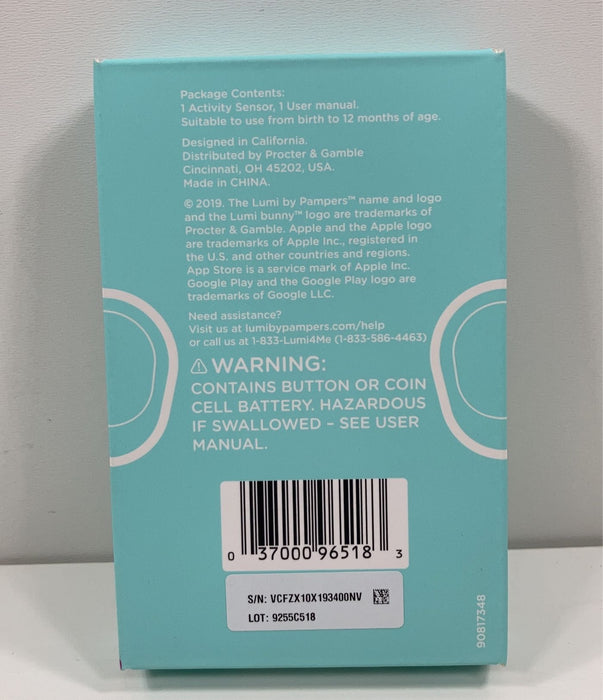 Package Contents:
1 Activity Sensor, 1 User manual.
Suitable to use from birth to 12 months of age.
Designed in California.
Distributed by Procter & Gamble
Cincinnati, OH 45202, USA.
Made in CHINA.
© 2019. The Lumi by Pampers™ name and logo
and the Lumi bunny™ logo are trademarks of
Procter & Gamble. Apple and the Apple logo
are trademarks of Apple Inc., registered in
the U.S. and other countries and regions.
App Store is a service mark of Apple Inc.
Google Play and the Google Play logo are
trademarks of Google LLC.
Need assistance?
Visit us at lumibypampers.com/help
or call us at 1-833-Lumi4Me (1-833-586-4463)
⚠ WARNING:
CONTAINS BUTTON OR COIN
CELL BATTERY. HAZARDOUS
IF SWALLOWED – SEE USER
MANUAL.
0 37000 96518 3
S/N: VCFZX10X193400NV
LOT: 9255C518
90817348